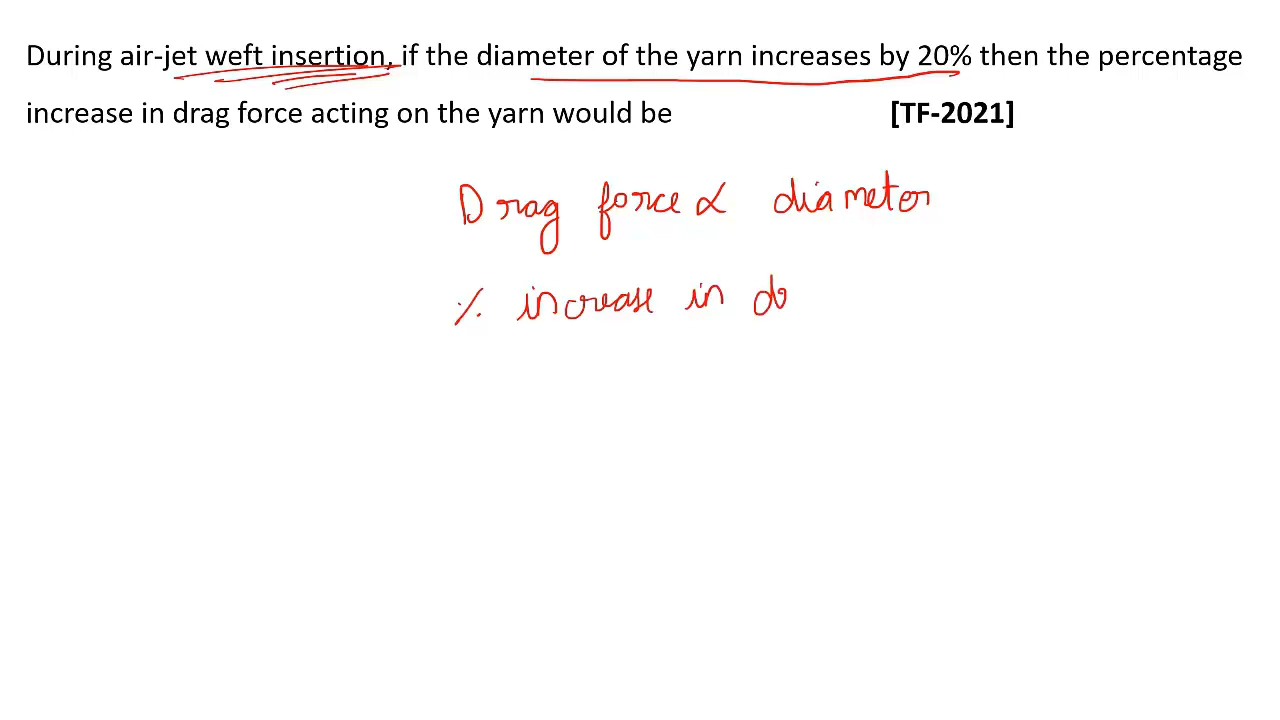 During air-jet weft insertion, if the diameter of the yarn increases by 20% then the percentage
increase in drag force acting on the yarn would be [TF-2021]
Drag force ∝ diameter
% increase in